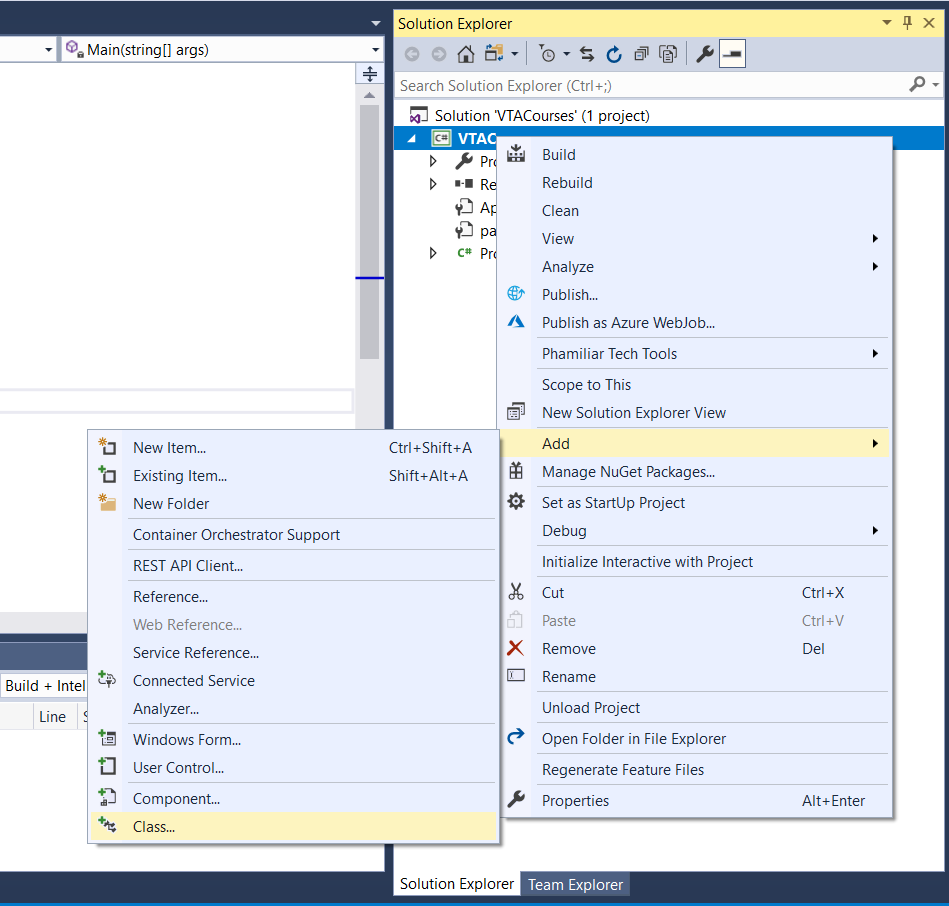 Solution Explorer
Main(string[] args)
Search Solution Explorer (Ctrl+;)
Solution 'VTACourses' (1 project)
C# VTAC
Pro
Re
Ap
pa
C# Pro
Build
Rebuild
Clean
View
Analyze
Publish...
Publish as Azure WebJob...
Phamiliar Tech Tools
Scope to This
New Solution Explorer View
Add
Manage NuGet Packages...
Set as StartUp Project
Debug
Initialize Interactive with Project
Cut Ctrl+X
Paste Ctrl+V
Remove Del
Rename
Unload Project
Open Folder in File Explorer
Regenerate Feature Files
Properties Alt+Enter
New Item... Ctrl+Shift+A
Existing Item... Shift+Alt+A
New Folder
Container Orchestrator Support
REST API Client...
Reference...
Web Reference...
Service Reference...
Connected Service
Analyzer...
Windows Form...
User Control...
Component...
Class...
Build + Intel
Line
Solution Explorer Team Explorer